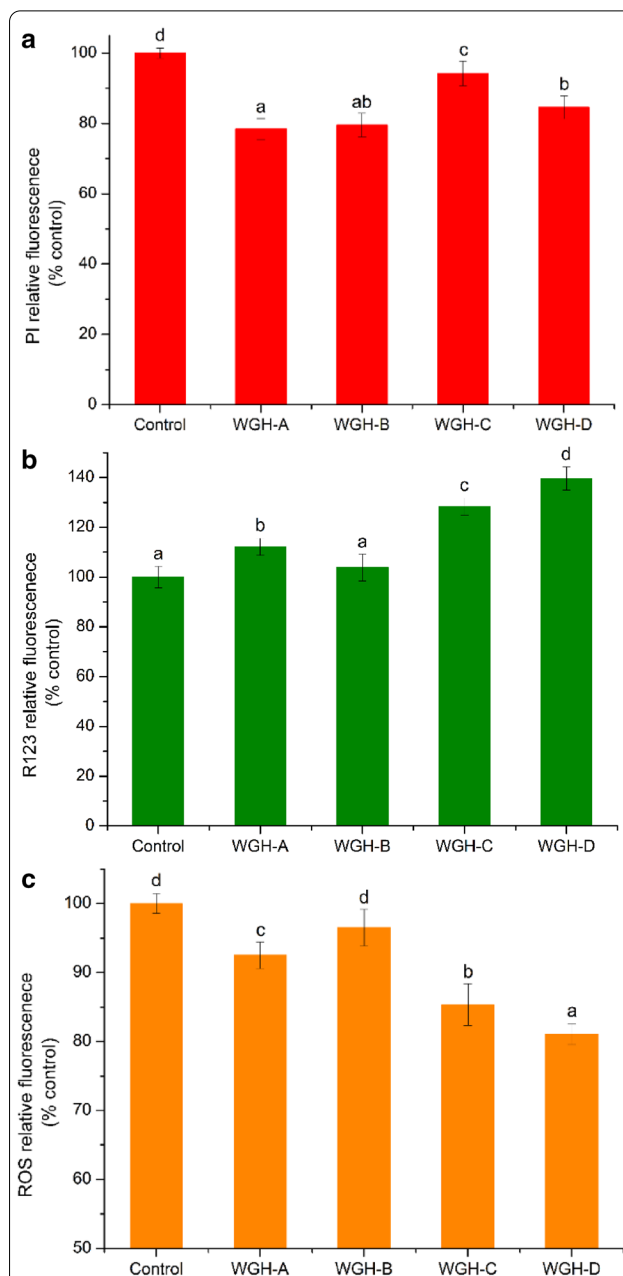 a
PI relative fluorescenece
(% control)
100
80
60
40
20
0
d
a
ab
c
b
Control WGH-A WGH-B WGH-C WGH-D
b
R123 relative fluorescenece
(% control)
140
120
100
80
60
40
20
0
a
b
a
c
d
Control WGH-A WGH-B WGH-C WGH-D
c
ROS relative fluorescenece
(% control)
100
90
80
70
60
50
d
c
d
b
a
Control WGH-A WGH-B WGH-C WGH-D